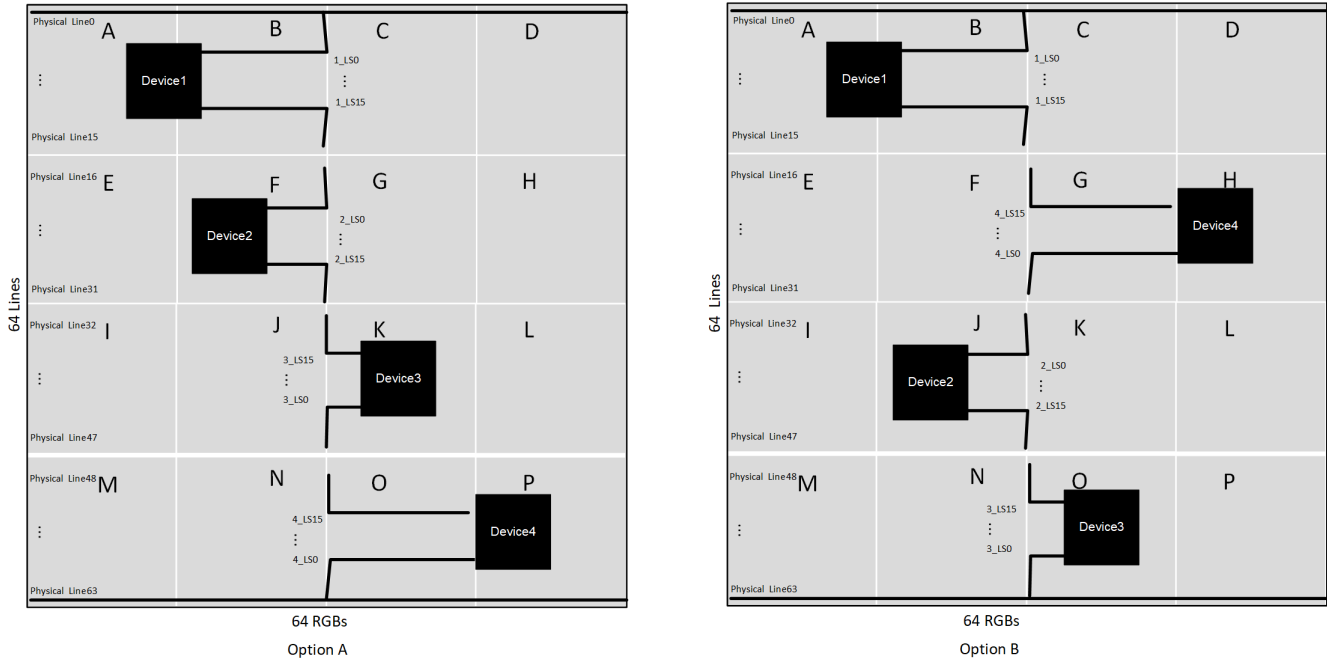 Physical Line0
A
B
C
D
Device1
1_LS0
1_LS15
Physical Line15
Physical Line16
E
F
G
H
Device2
2_LS0
2_LS15
Physical Line31
64 Lines
Physical Line32
I
J
K
L
3_LS15
Device3
3_LS0
Physical Line47
Physical Line48
M
N
O
P
4_LS15
Device4
4_LS0
Physical Line63
64 RGBs
Option A
Physical Line0
A
B
C
D
Device1
1_LS0
1_LS15
Physical Line15
Physical Line16
E
F
G
H
4_LS15
Device4
4_LS0
Physical Line31
64 Lines
Physical Line32
I
J
K
L
Device2
2_LS0
2_LS15
Physical Line47
Physical Line48
M
N
O
P
3_LS15
Device3
3_LS0
Physical Line63
64 RGBs
Option B